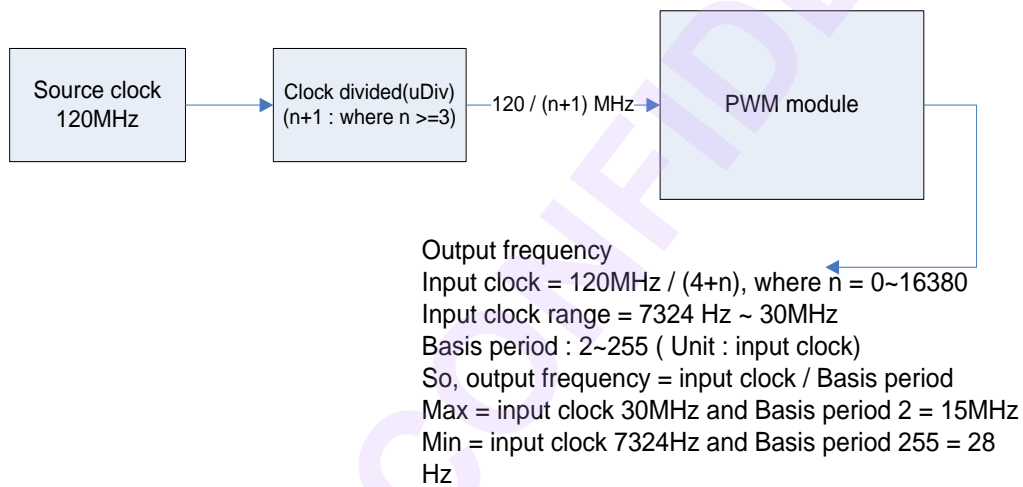 Source clock
120MHz
Clock divided(uDiv)
(n+1 : where n >=3)
120 / (n+1) MHz
PWM module
Output frequency
Input clock = 120MHz / (4+n), where n = 0~16380
Input clock range = 7324 Hz ~ 30MHz
Basis period : 2~255 ( Unit : input clock)
So, output frequency = input clock / Basis period
Max = input clock 30MHz and Basis period 2 = 15MHz
Min = input clock 7324Hz and Basis period 255 = 28
Hz
CONFIDE